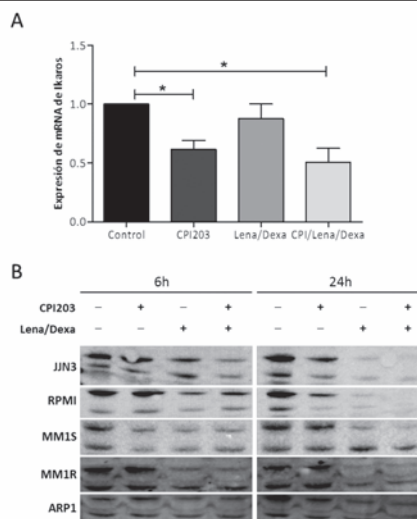 A
Expresión de mRNA de Ikaros
1.5
1.0
0.5
0.0
*
*
Control CPI203 Lena/Dexa CPI/Lena/Dexa
B
6h 24h
CPI203 − + − + − + − +
Lena/Dexa − − + + − − + +
JJN3
RPMI
MM1S
MM1R
ARP1